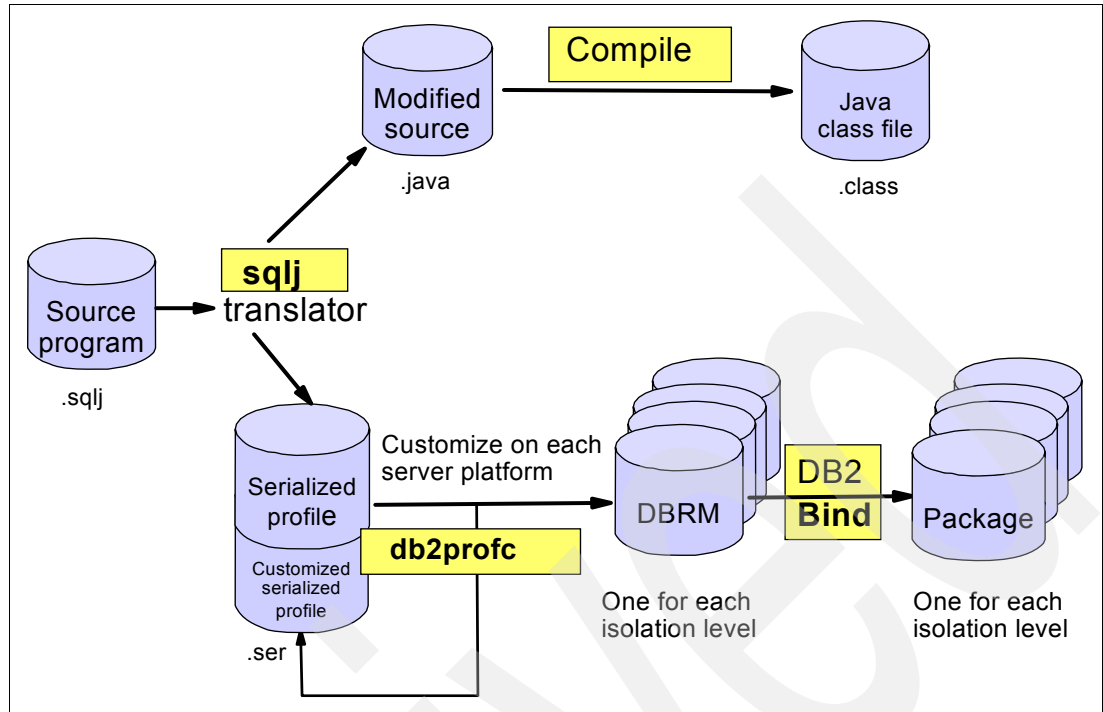 Compile
Modified
source
.java
Java
class file
.class
Source
program
.sqlj
sqlj
translator
Customize on each
server platform
Serialized
profile
db2profc
Customized
serialized
profile
.ser
DBRM
One for each
isolation level
DB2
Bind
Package
One for each
isolation level